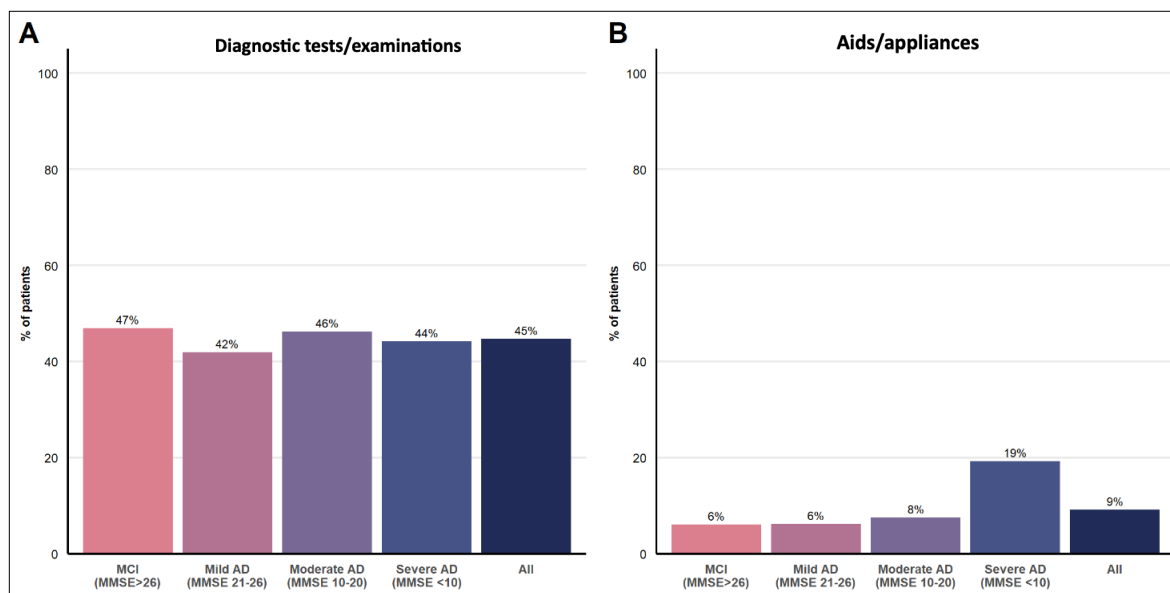 A
Diagnostic tests/examinations
100
80
60
40
20
0
% of patients
47%
42%
46%
44%
45%
MCI
(MMSE>26)
Mild AD
(MMSE 21-26)
Moderate AD
(MMSE 10-20)
Severe AD
(MMSE <10)
All
B
Aids/appliances
100
80
60
40
20
0
% of patients
6%
6%
8%
19%
9%
MCI
(MMSE>26)
Mild AD
(MMSE 21-26)
Moderate AD
(MMSE 10-20)
Severe AD
(MMSE <10)
All